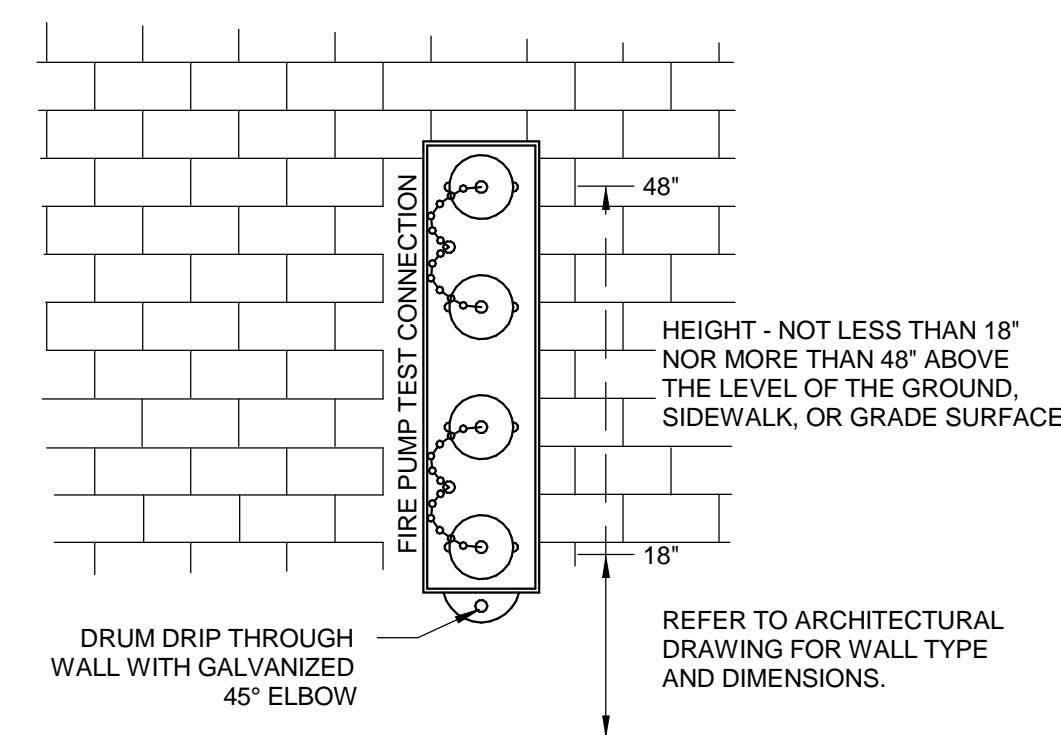 FIRE PUMP TEST CONNECTION
48"
HEIGHT - NOT LESS THAN 18"
NOR MORE THAN 48" ABOVE
THE LEVEL OF THE GROUND,
SIDEWALK, OR GRADE SURFACE
18"
DRUM DRIP THROUGH
WALL WITH GALVANIZED
45° ELBOW
REFER TO ARCHITECTURAL
DRAWING FOR WALL TYPE
AND DIMENSIONS.